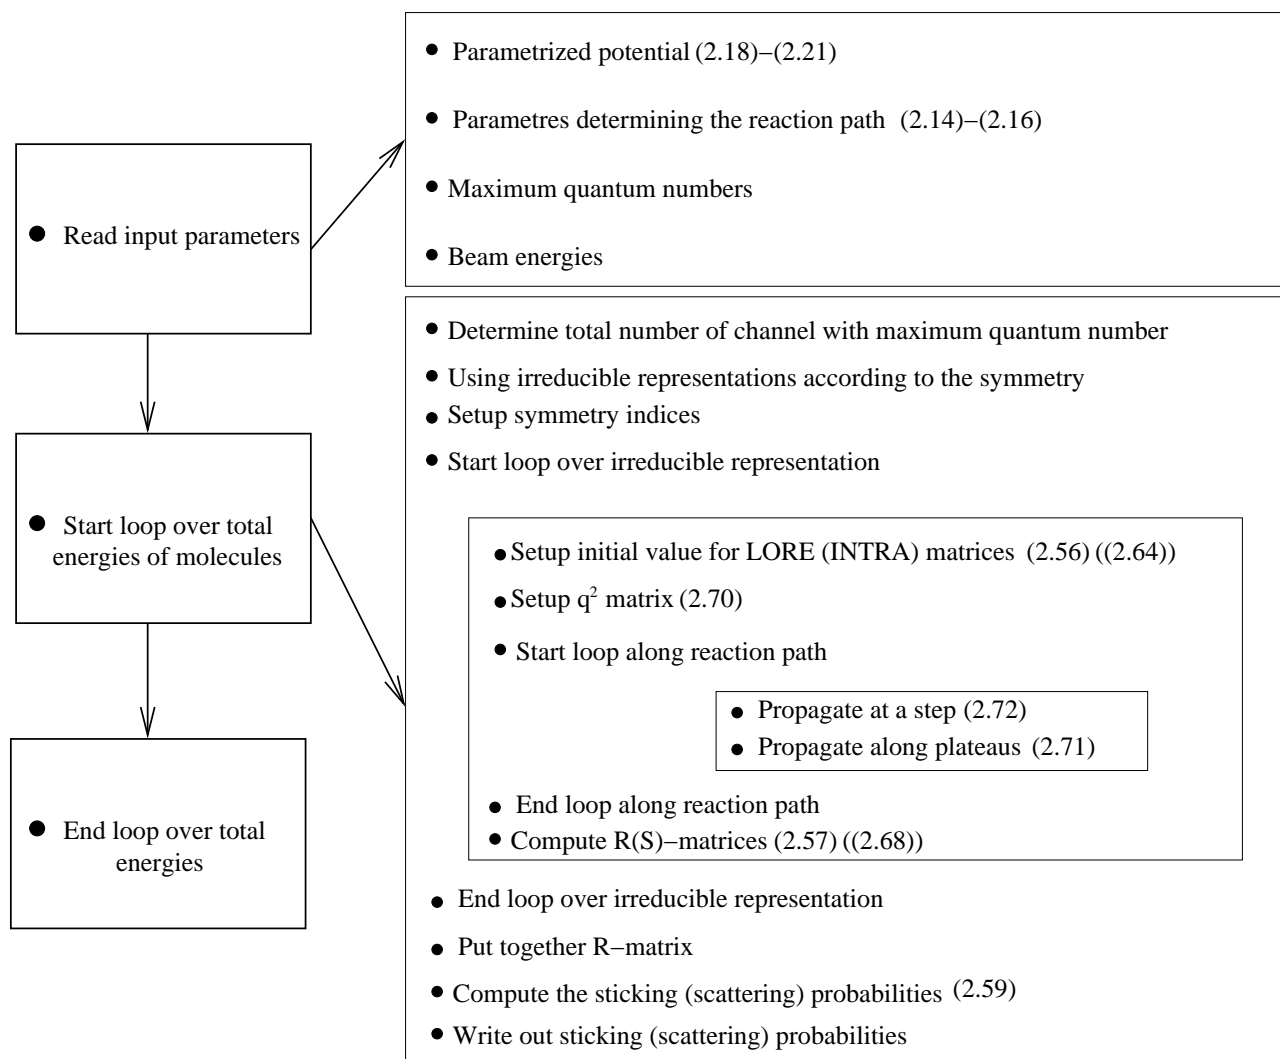 ● Read input parameters
● Start loop over total
energies of molecules
● End loop over total
energies
● Parametrized potential (2.18)−(2.21)
● Parametres determining the reaction path (2.14)−(2.16)
● Maximum quantum numbers
● Beam energies
● Determine total number of channel with maximum quantum number
● Using irreducible representations according to the symmetry
● Setup symmetry indices
● Start loop over irreducible representation
● Setup initial value for LORE (INTRA) matrices (2.56) ((2.64))
● Setup q² matrix (2.70)
● Start loop along reaction path
● Propagate at a step (2.72)
● Propagate along plateaus (2.71)
● End loop along reaction path
● Compute R(S)−matrices (2.57) ((2.68))
● End loop over irreducible representation
● Put together R−matrix
● Compute the sticking (scattering) probabilities (2.59)
● Write out sticking (scattering) probabilities